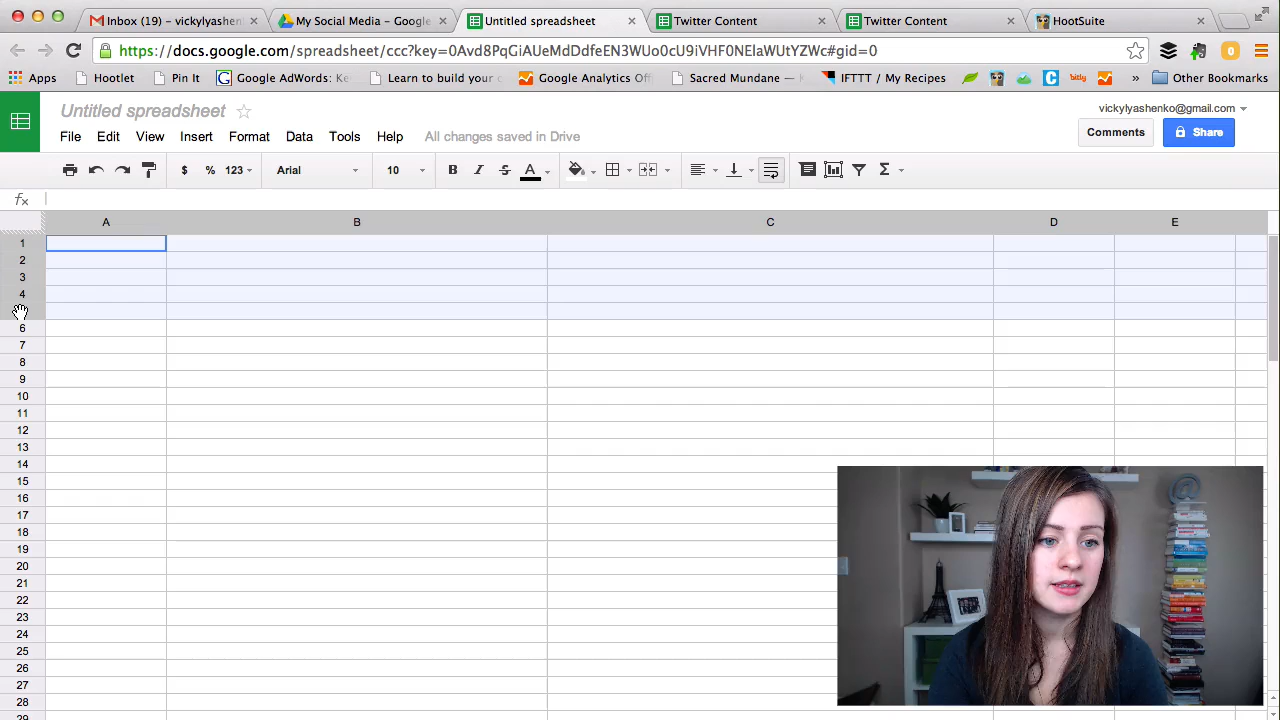 Inbox (19) – vickylyashen
My Social Media – Google
Untitled spreadsheet
Twitter Content
Twitter Content
HootSuite
https://docs.google.com/spreadsheet/ccc?key=0Avd8PqGiAUeMdDdfeEN3WUo0cU9iVHF0NElaWUtYZWc#gid=0
0
Apps
Hootlet
Pin It
Google AdWords: Ke
Learn to build your c
Google Analytics Of
Sacred Mundane —
IFTTT / My Recipes
bitly
»
Other Bookmarks
Untitled spreadsheet
vickylyashenko@gmail.com
File Edit View Insert Format Data Tools Help All changes saved in Drive
Comments
Share
$ % 123 Arial 10 B I S A Σ
fx
A B C D E
1
2
3
4
6
7
8
9
10
11
12
13
14
15
16
17
18
19
20
21
22
23
24
25
26
27
28
29